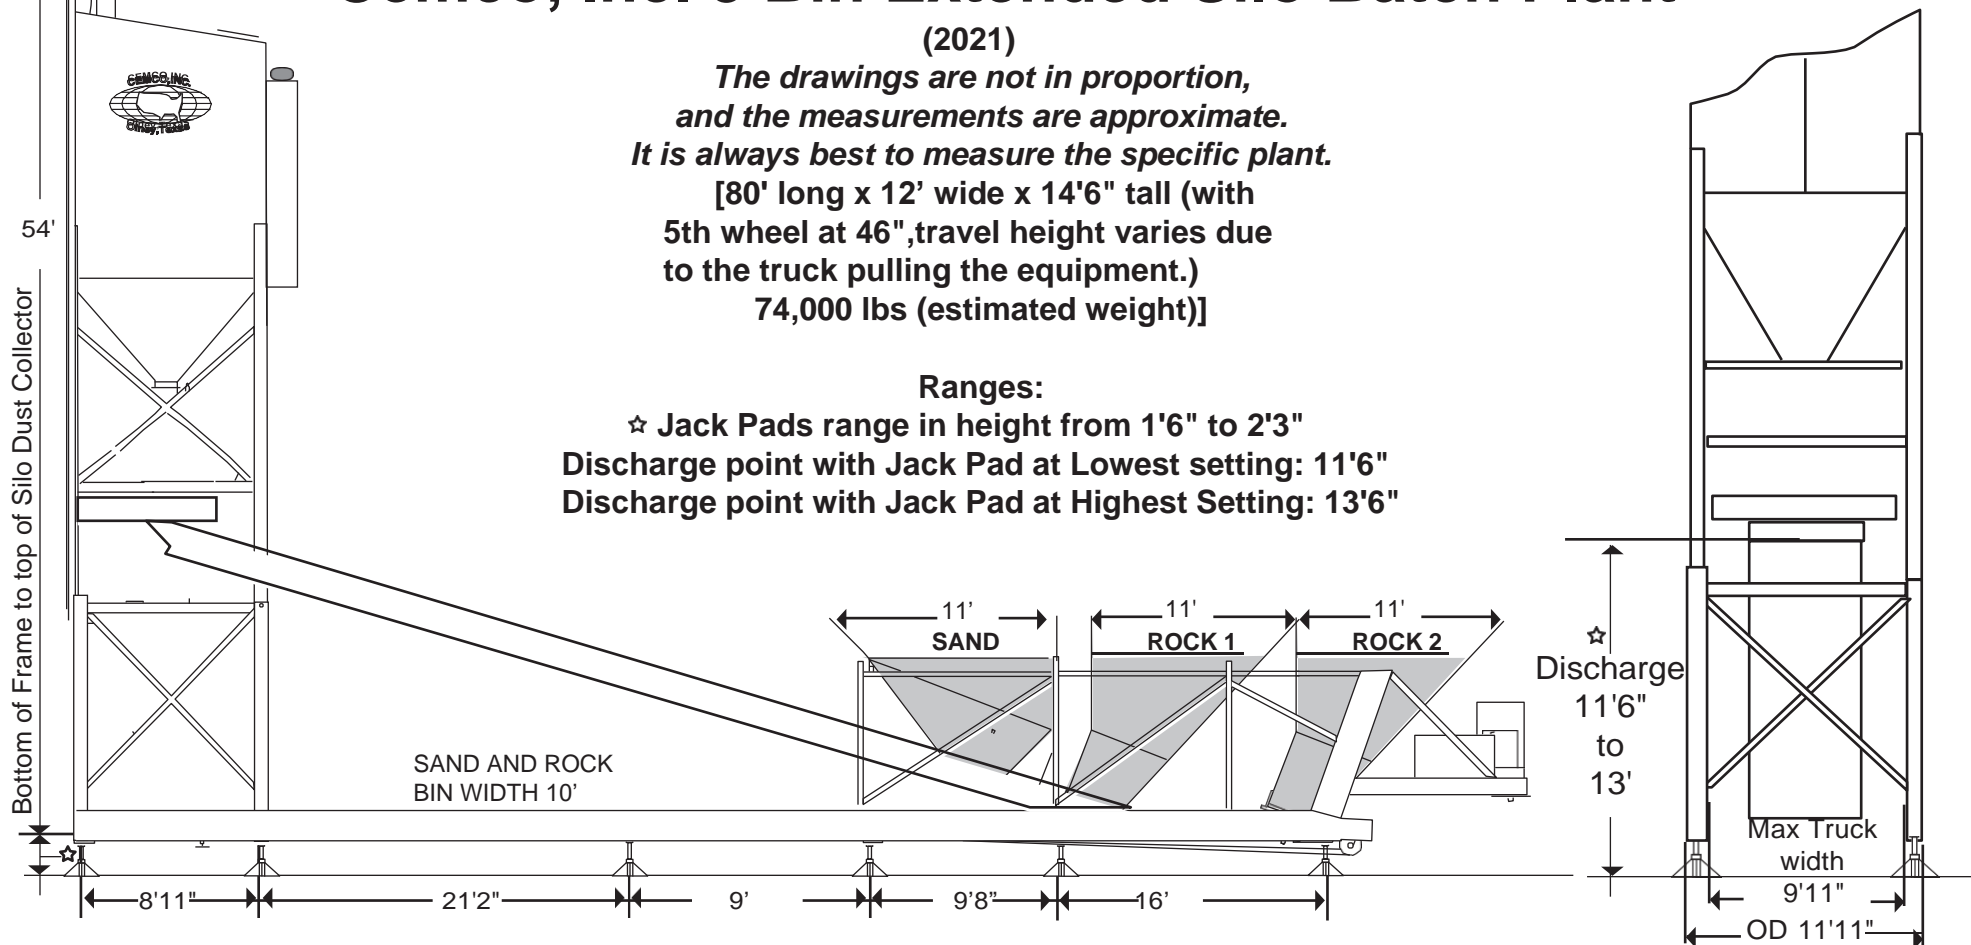 (2021)
The drawings are not in proportion,
and the measurements are approximate.
It is always best to measure the specific plant.
[80' long x 12’ wide x 14'6" tall (with
5th wheel at 46",travel height varies due
to the truck pulling the equipment.)
74,000 lbs (estimated weight)]
Ranges:
☆ Jack Pads range in height from 1'6" to 2'3"
Discharge point with Jack Pad at Lowest setting: 11'6"
Discharge point with Jack Pad at Highest Setting: 13'6"
CEMCO,INC.
Olney,Texas
54'
Bottom of Frame to top of Silo Dust Collector
11’
SAND
11'
ROCK 1
11'
ROCK 2
SAND AND ROCK
BIN WIDTH 10’
8'11"
21'2"
9’
9’8”
16’
☆
Discharge
11'6"
to
13'
Max Truck
width
9'11"
OD 11'11"